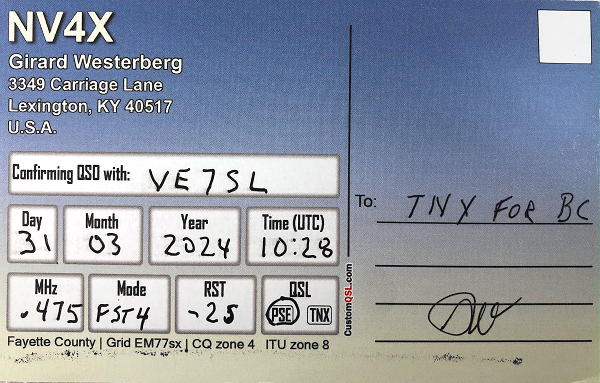 NV4X
Girard Westerberg
3349 Carriage Lane
Lexington, KY 40517
U.S.A.
Confirming QSO with: VE7SL
Day Month Year Time (UTC)
31 03 2024 10:28
MHz Mode RST QSL
.475 FST4 -25 PSE TNX
Fayette County | Grid EM77sx | CQ zone 4 ITU zone 8
CustomQSL.com
To: TNX FOR BC